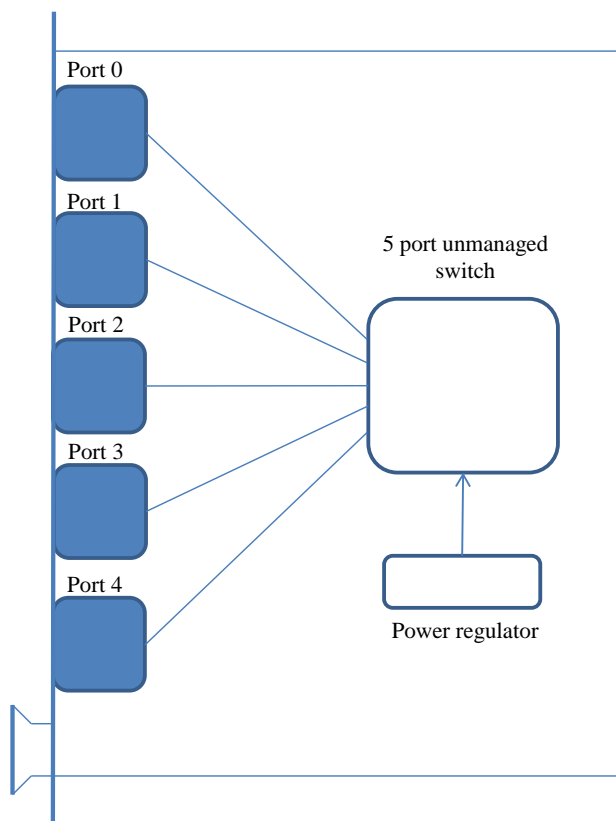 Port 0
Port 1
Port 2
Port 3
Port 4
5 port unmanaged
switch
Power regulator